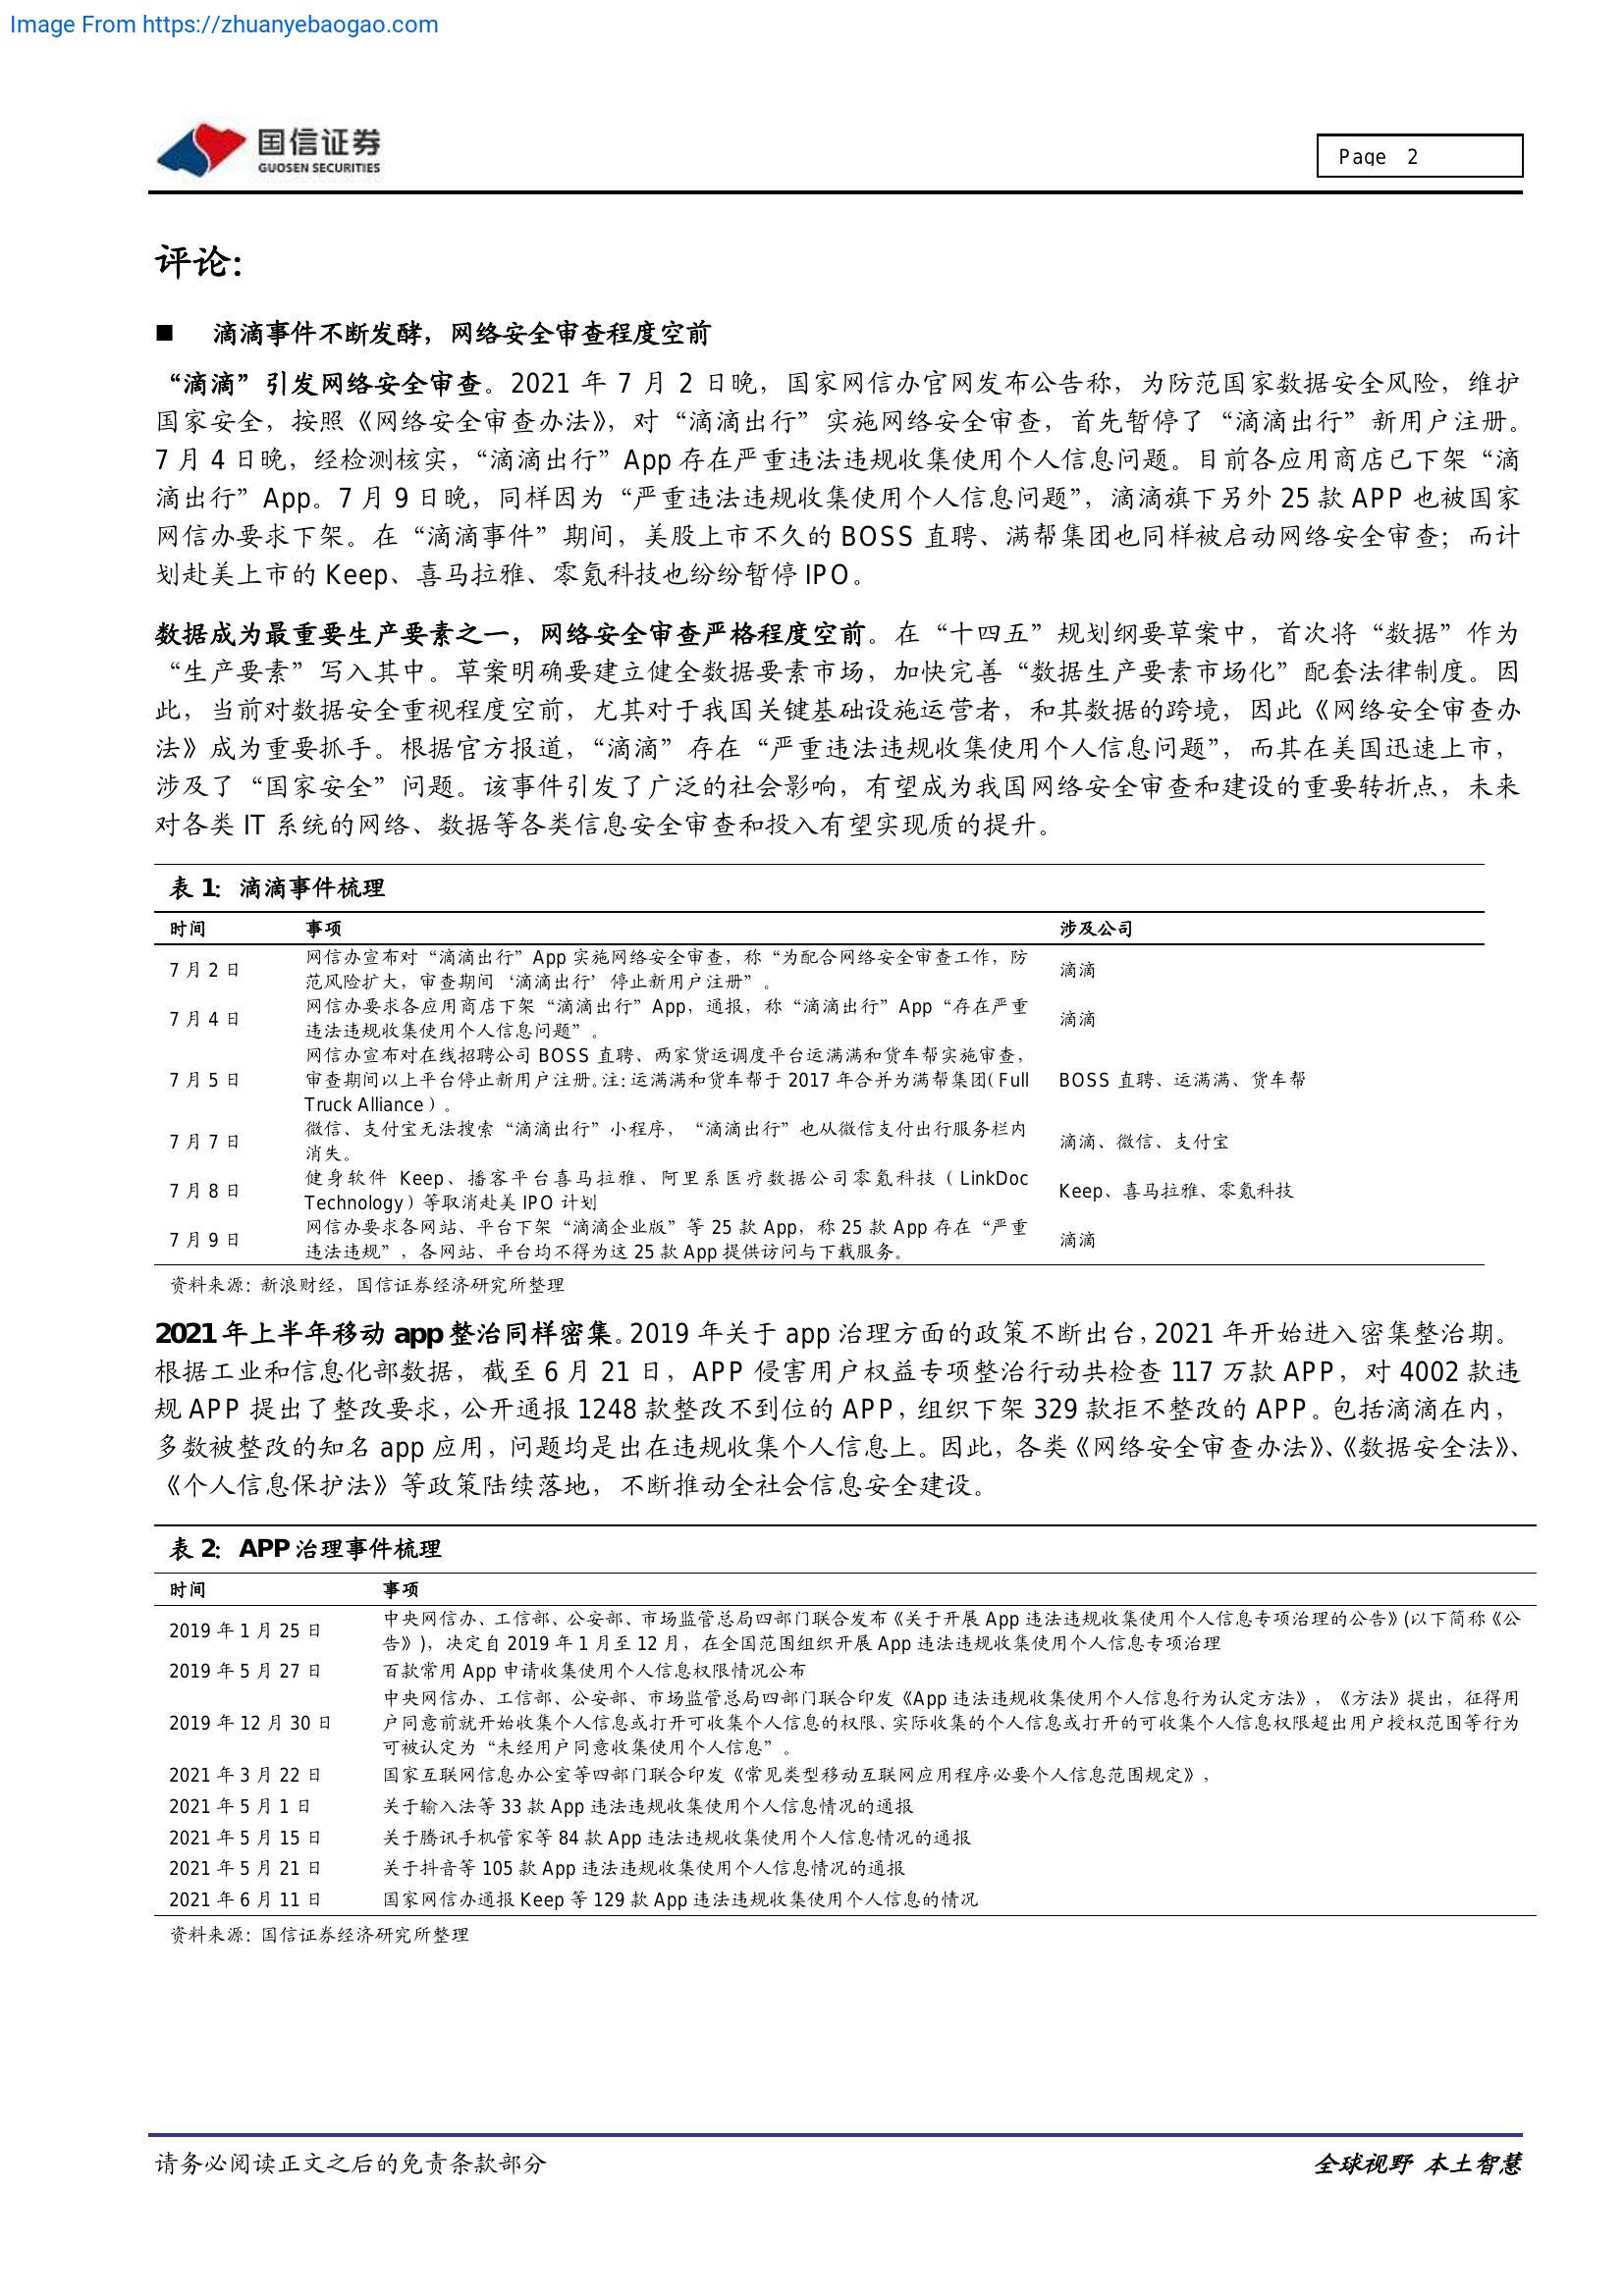 Image From https://zhuanyebaogao.com
国信证券
GUOSEN SECURITIES
Page 2
评论:
■ 滴滴事件不断发酵，网络安全审查程度空前
“滴滴”引发网络安全审查。2021 年 7 月 2 日晚，国家网信办官网发布公告称，为防范国家数据安全风险，维护
国家安全，按照《网络安全审查办法》，对“滴滴出行”实施网络安全审查，首先暂停了“滴滴出行”新用户注册。
7 月 4 日晚，经检测核实，“滴滴出行”App 存在严重违法违规收集使用个人信息问题。目前各应用商店已下架“滴
滴出行”App。7 月 9 日晚，同样因为“严重违法违规收集使用个人信息问题”，滴滴旗下另外 25 款 APP 也被国家
网信办要求下架。在“滴滴事件”期间，美股上市不久的 BOSS 直聘、满帮集团也同样被启动网络安全审查；而计
划赴美上市的 Keep、喜马拉雅、零氪科技也纷纷暂停 IPO。
数据成为最重要生产要素之一，网络安全审查严格程度空前。在“十四五”规划纲要草案中，首次将“数据”作为
“生产要素”写入其中。草案明确要建立健全数据要素市场，加快完善“数据生产要素市场化”配套法律制度。因
此，当前对数据安全重视程度空前，尤其对于我国关键基础设施运营者，和其数据的跨境，因此《网络安全审查办
法》成为重要抓手。根据官方报道，“滴滴”存在“严重违法违规收集使用个人信息问题”，而其在美国迅速上市，
涉及了“国家安全”问题。该事件引发了广泛的社会影响，有望成为我国网络安全审查和建设的重要转折点，未来
对各类 IT 系统的网络、数据等各类信息安全审查和投入有望实现质的提升。
表 1: 滴滴事件梳理
时间 事项 涉及公司
7 月 2 日 网信办宣布对“滴滴出行”App 实施网络安全审查，称“为配合网络安全审查工作，防
范风险扩大，审查期间‘滴滴出行’停止新用户注册”。 滴滴
7 月 4 日 网信办要求各应用商店下架“滴滴出行”App，通报，称“滴滴出行”App“存在严重
违法违规收集使用个人信息问题”。 滴滴
网信办宣布对在线招聘公司 BOSS 直聘、两家货运调度平台运满满和货车帮实施审查，
7 月 5 日 审查期间以上平台停止新用户注册。注：运满满和货车帮于 2017 年合并为满帮集团（Full BOSS 直聘、运满满、货车帮
Truck Alliance）。
7 月 7 日 微信、支付宝无法搜索“滴滴出行”小程序，“滴滴出行”也从微信支付出行服务栏内
消失。 滴滴、微信、支付宝
7 月 8 日 健身软件 Keep、播客平台喜马拉雅、阿里系医疗数据公司零氪科技（LinkDoc
Technology）等取消赴美 IPO 计划 Keep、喜马拉雅、零氪科技
7 月 9 日 网信办要求各网站、平台下架“滴滴企业版”等 25 款 App，称 25 款 App 存在“严重
违法违规”，各网站、平台均不得为这 25 款 App 提供访问与下载服务。 滴滴
资料来源: 新浪财经，国信证券经济研究所整理
2021 年上半年移动 app 整治同样密集。2019 年关于 app 治理方面的政策不断出台，2021 年开始进入密集整治期。
根据工业和信息化部数据，截至 6 月 21 日，APP 侵害用户权益专项整治行动共检查 117 万款 APP，对 4002 款违
规 APP 提出了整改要求，公开通报 1248 款整改不到位的 APP，组织下架 329 款拒不整改的 APP。包括滴滴在内，
多数被整改的知名 app 应用，问题均是出在违规收集个人信息上。因此，各类《网络安全审查办法》、《数据安全法》、
《个人信息保护法》等政策陆续落地，不断推动全社会信息安全建设。
表 2: APP 治理事件梳理
时间 事项
2019 年 1 月 25 日 中央网信办、工信部、公安部、市场监管总局四部门联合发布《关于开展 App 违法违规收集使用个人信息专项治理的公告》(以下简称《公
告》)，决定自 2019 年 1 月至 12 月，在全国范围组织开展 App 违法违规收集使用个人信息专项治理
2019 年 5 月 27 日 百款常用 App 申请收集使用个人信息权限情况公布
中央网信办、工信部、公安部、市场监管总局四部门联合印发《App 违法违规收集使用个人信息行为认定方法》，《方法》提出，征得用
2019 年 12 月 30 日 户同意前就开始收集个人信息或打开可收集个人信息的权限、实际收集的个人信息或打开的可收集个人信息权限超出用户授权范围等行为
可被认定为“未经用户同意收集使用个人信息”。
2021 年 3 月 22 日 国家互联网信息办公室等四部门联合印发《常见类型移动互联网应用程序必要个人信息范围规定》，
2021 年 5 月 1 日 关于输入法等 33 款 App 违法违规收集使用个人信息情况的通报
2021 年 5 月 15 日 关于腾讯手机管家等 84 款 App 违法违规收集使用个人信息情况的通报
2021 年 5 月 21 日 关于抖音等 105 款 App 违法违规收集使用个人信息情况的通报
2021 年 6 月 11 日 国家网信办通报 Keep 等 129 款 App 违法违规收集使用个人信息的情况
资料来源: 国信证券经济研究所整理
请务必阅读正文之后的免责条款部分 全球视野 本土智慧